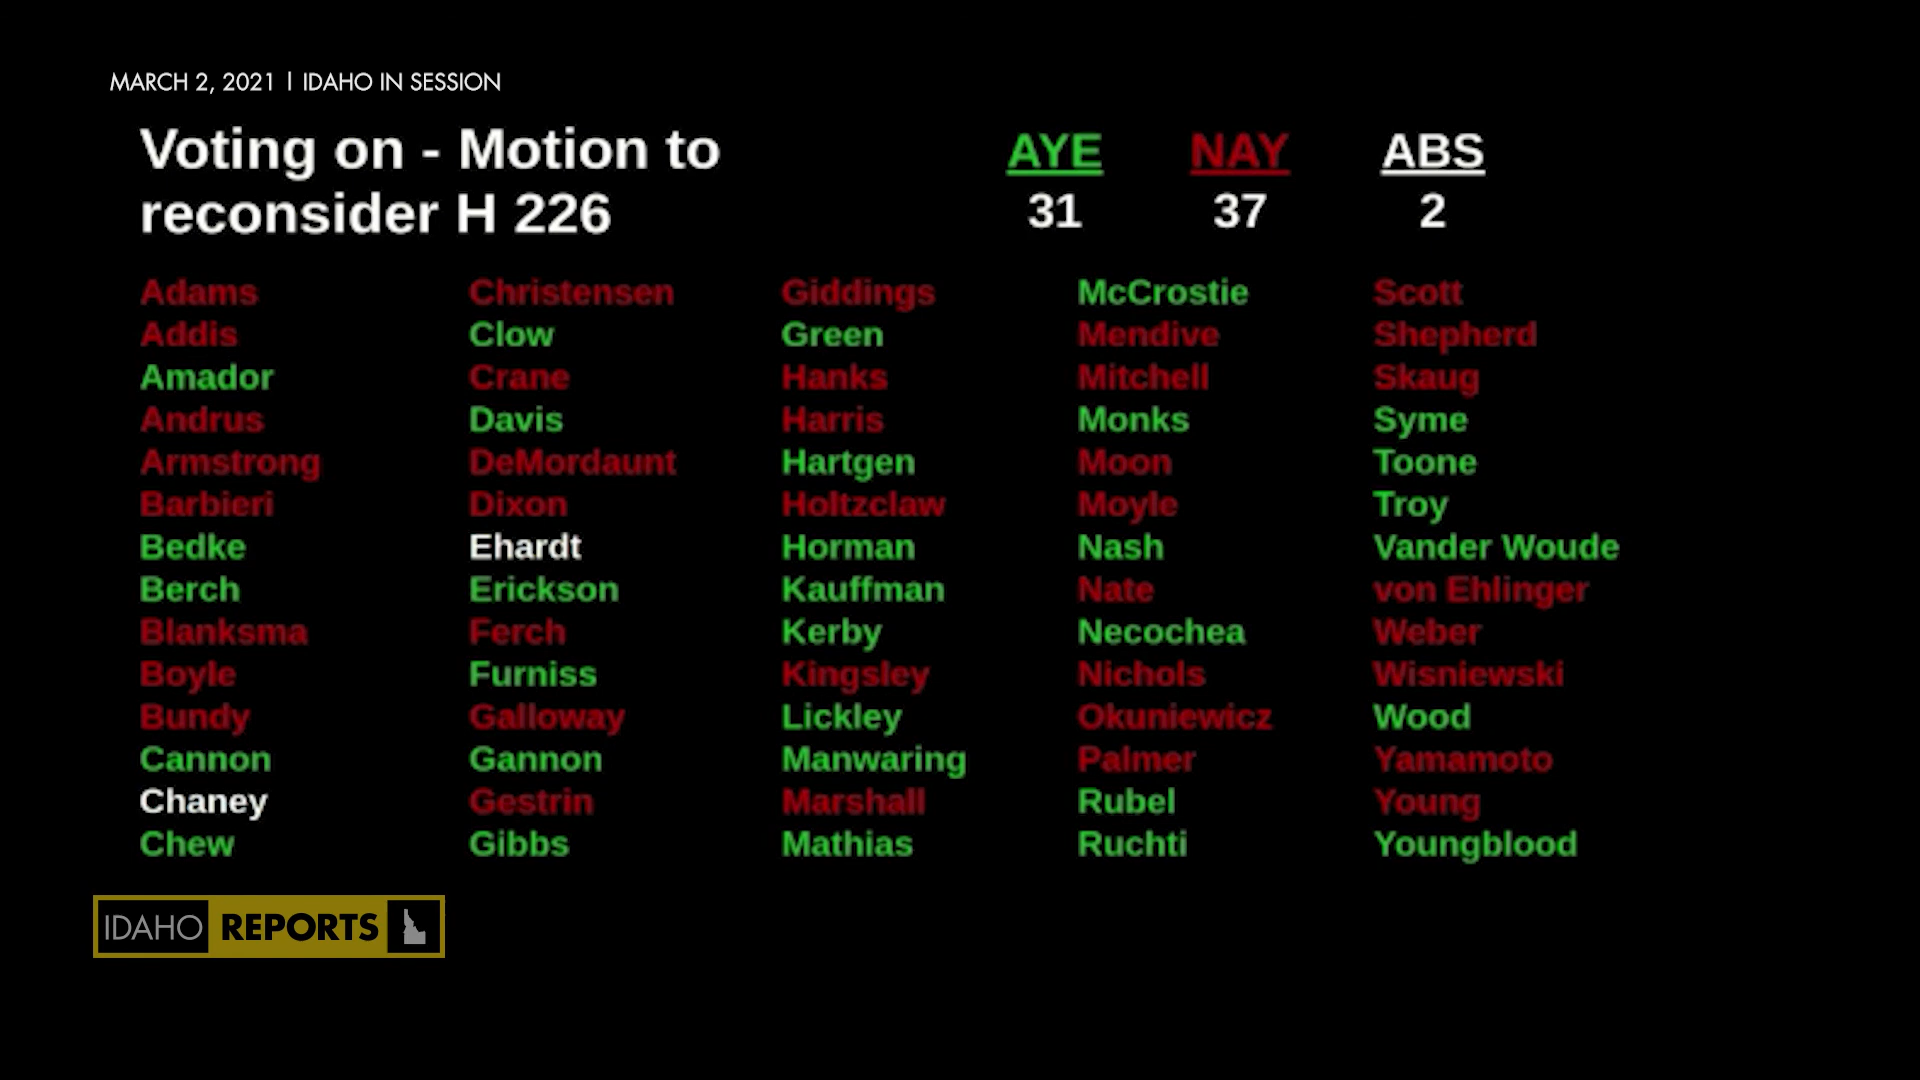 MARCH 2, 2021 | IDAHO IN SESSION
Voting on - Motion to
reconsider H 226
AYE NAY ABS
31 37 2
Adams Christensen Giddings McCrostie Scott
Addis Clow Green Mendive Shepherd
Amador Crane Hanks Mitchell Skaug
Andrus Davis Harris Monks Syme
Armstrong DeMordaunt Hartgen Moon Toone
Barbieri Dixon Holtzclaw Moyle Troy
Bedke Ehardt Horman Nash Vander Woude
Berch Erickson Kauffman Nate von Ehlinger
Blanksma Ferch Kerby Necochea Weber
Boyle Furniss Kingsley Nichols Wisniewski
Bundy Galloway Lickley Okuniewicz Wood
Cannon Gannon Manwaring Palmer Yamamoto
Chaney Gestrin Marshall Rubel Young
Chew Gibbs Mathias Ruchti Youngblood
IDAHO REPORTS